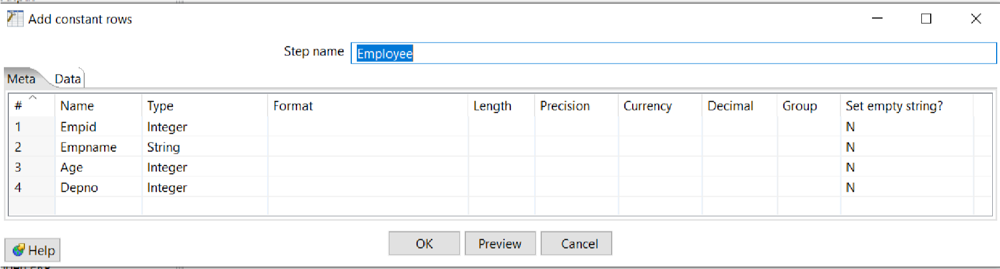 Add constant rows
Step name Employee
Meta Data
# Name Type Format Length Precision Currency Decimal Group Set empty string?
1 Empid Integer N
2 Empname String N
3 Age Integer N
4 Depno Integer N
OK Preview Cancel
Help